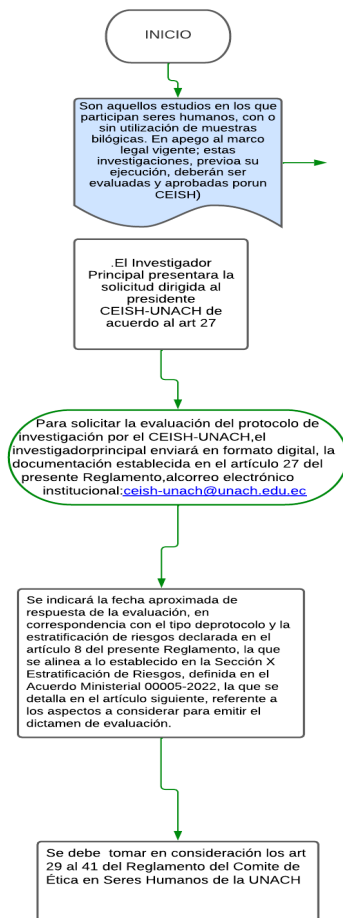 INICIO
Son aquellos estudios en los que
participan seres humanos, con o
sin utilización de muestras
bilógicas. En apego al marco
legal vigente; estas
investigaciones, previoa su
ejecución, deberán ser
evaluadas y aprobadas porun
CEISH)
.El Investigador
Principal presentara la
solicitud dirigida al
presidente
CEISH-UNACH de
acuerdo al art 27
Para solicitar la evaluación del protocolo de
investigación por el CEISH-UNACH,el
investigadorprincipal enviará en formato digital, la
documentación establecida en el artículo 27 del
presente Reglamento,alcorreo electrónico
institucional:ceish-unach@unach.edu.ec
Se indicará la fecha aproximada de
respuesta de la evaluación, en
correspondencia con el tipo deprotocolo y la
estratificación de riesgos declarada en el
artículo 8 del presente Reglamento, la que
se alinea a lo establecido en la Sección X
Estratificación de Riesgos, definida en el
Acuerdo Ministerial 00005-2022, la que se
detalla en el artículo siguiente, referente a
los aspectos a considerar para emitir el
dictamen de evaluación.
Se debe tomar en consideración los art
29 al 41 del Reglamento del Comite de
Ética en Seres Humanos de la UNACH